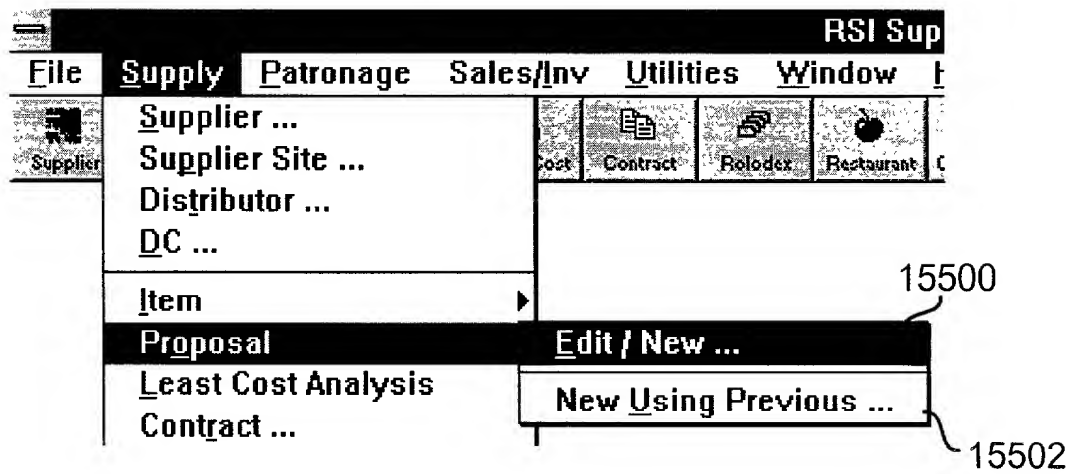 RSI Sup
File Supply Patronage Sales/Inv Utilities Window
Supplier Cost Contract Rolodex Restaurant
Supplier ...
Supplier Site ...
Distributor ...
DC ...
Item
Proposal
Least Cost Analysis
Contract ...
Edit / New ...
New Using Previous ...
15500
15502